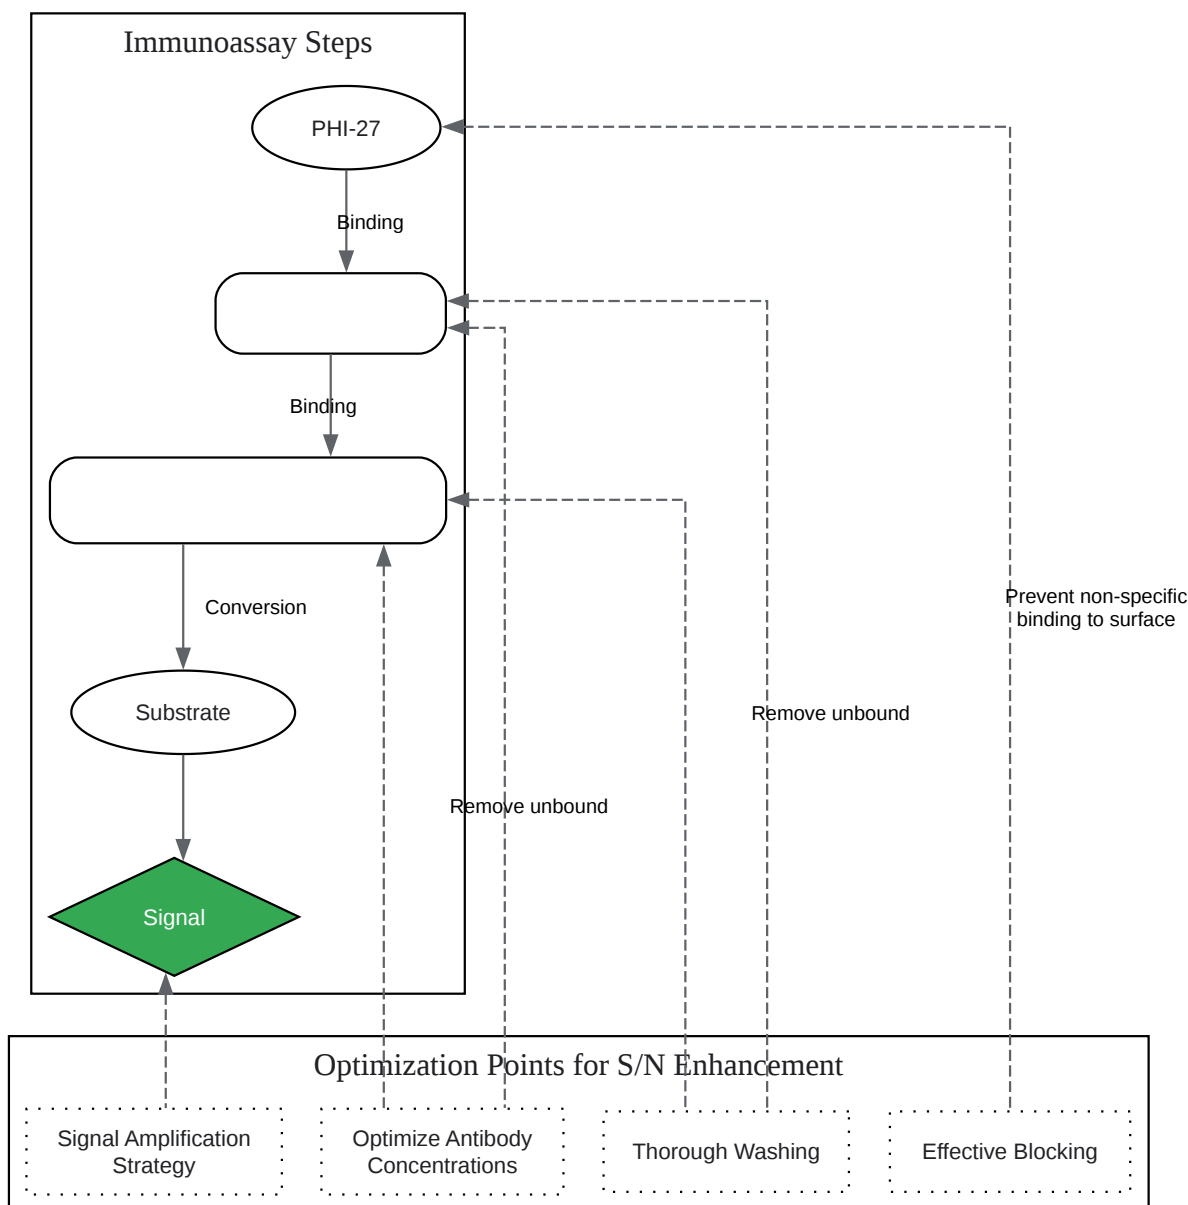 Immunoassay Steps
PHI-27
Binding
Binding
Conversion
Prevent non-specific
binding to surface
Substrate
Remove unbound
Remove unbound
Signal
Optimization Points for S/N Enhancement
Signal Amplification
Strategy
Optimize Antibody
Concentrations
Thorough Washing
Effective Blocking